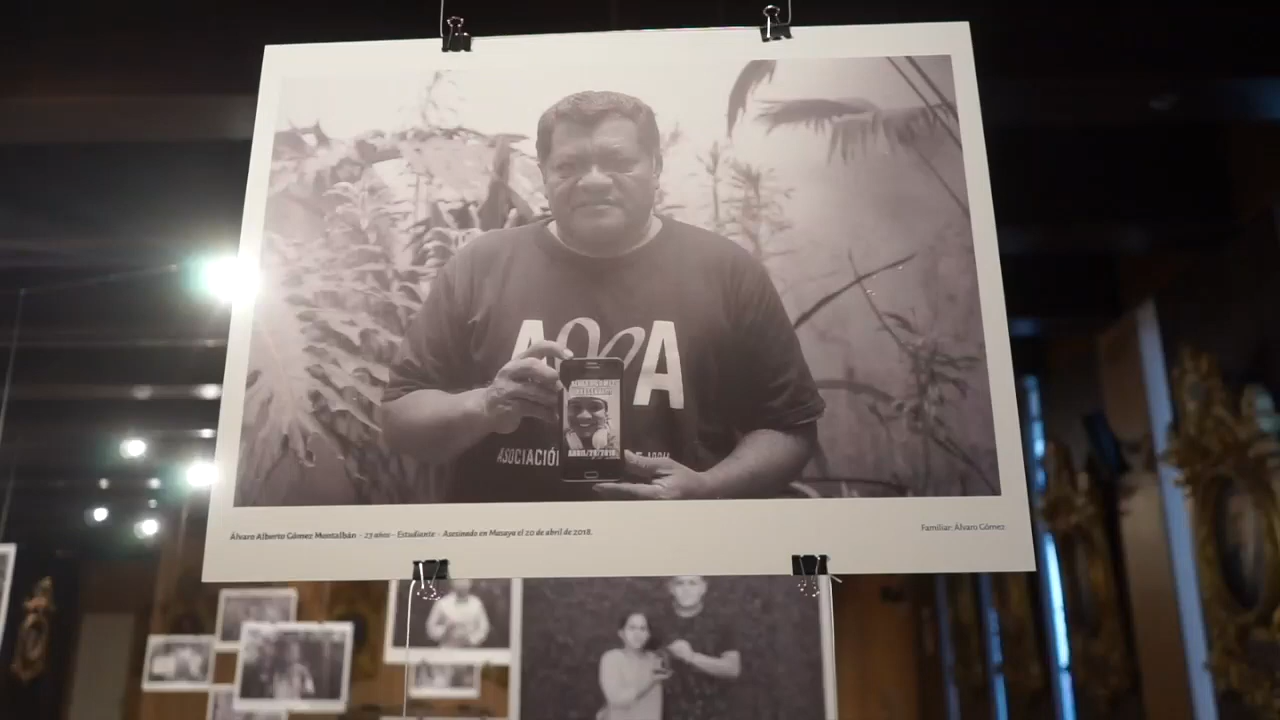 ASOCIACIÓ
ABRIL/20/2018
Álvaro Alberto Gómez Montalbán - 23 años - Estudiante - Asesinado en Masaya el 20 de abril de 2018.
Familiar: Álvaro Gómez